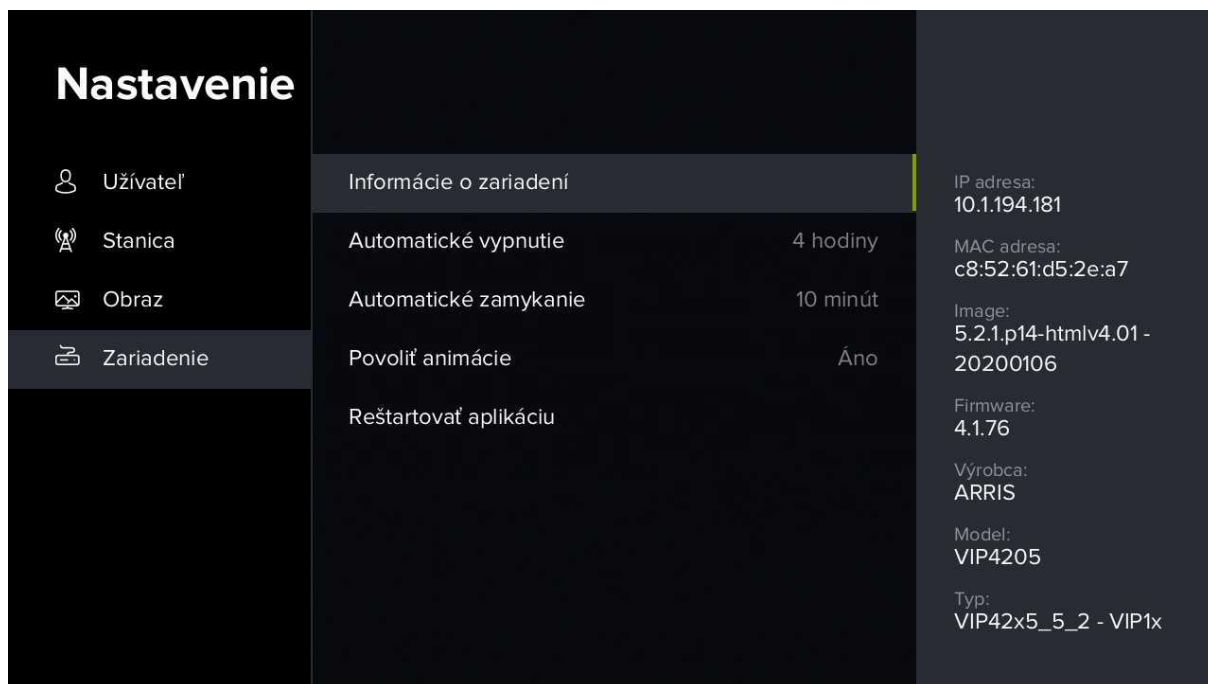 Nastavenie
Užívateľ
Stanica
Obraz
Zariadenie
Informácie o zariadení
Automatické vypnutie 4 hodiny
Automatické zamykanie 10 minút
Povoliť animácie Áno
Reštartovať aplikáciu
IP adresa:
10.1.194.181
MAC adresa:
c8:52:61:d5:2e:a7
Image:
5.2.1.p14-htmlv4.01 -
20200106
Firmware:
4.1.76
Výrobca:
ARRIS
Model:
VIP4205
Typ:
VIP42x5_5_2 - VIP1x